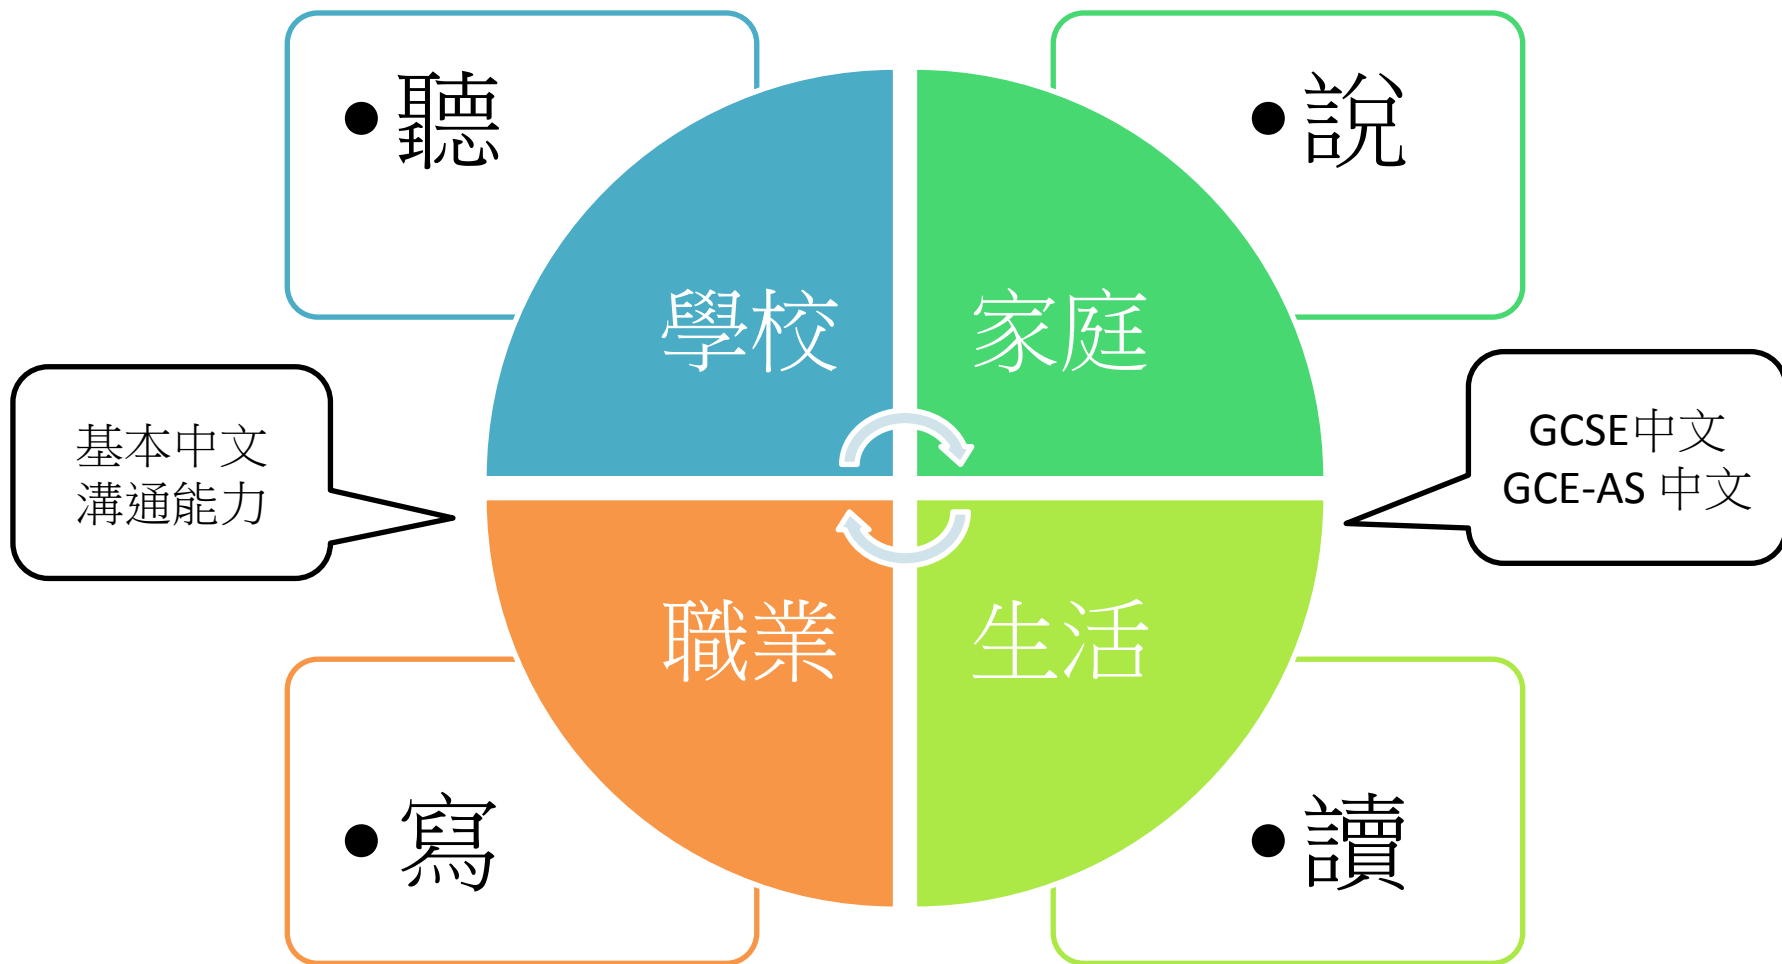 •聽
•説
學校
家庭
基本中文
溝通能力
GCSE中文
GCE-AS 中文
職業
生活
•寫
•讀